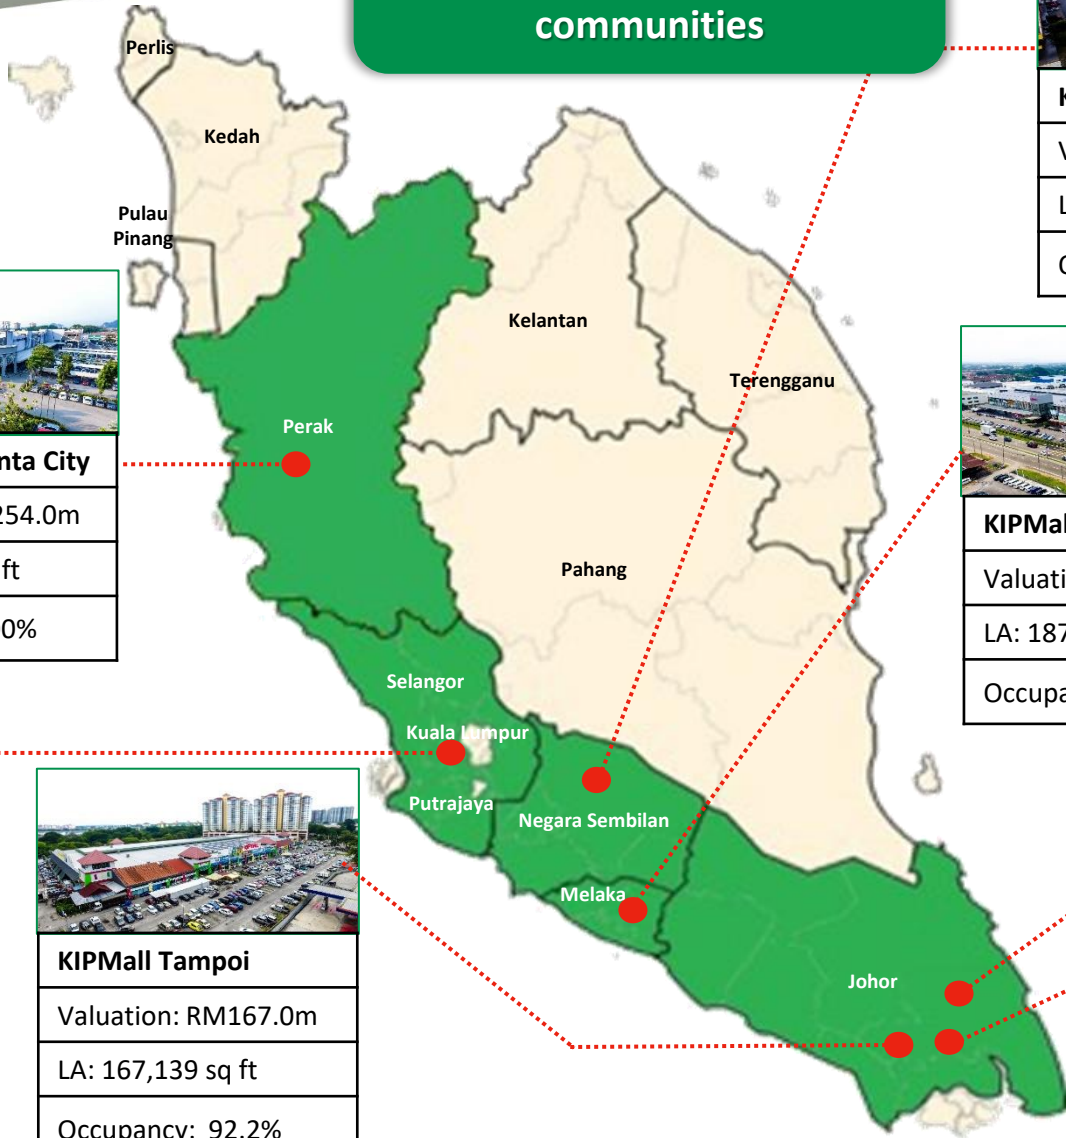 communities
Perlis
Kedah
Pulau
Pinang
Kelantan
Terengganu
Perak
Pahang
Selangor
Kuala Lumpur
Putrajaya
Negara Sembilan
Melaka
Johor
nta City
254.0m
ft
0%
KIPMall Tampoi
Valuation: RM167.0m
LA: 167,139 sq ft
Occupancy: 92.2%
K
V
L
KIPMal
Valuati
LA: 187
Occupa